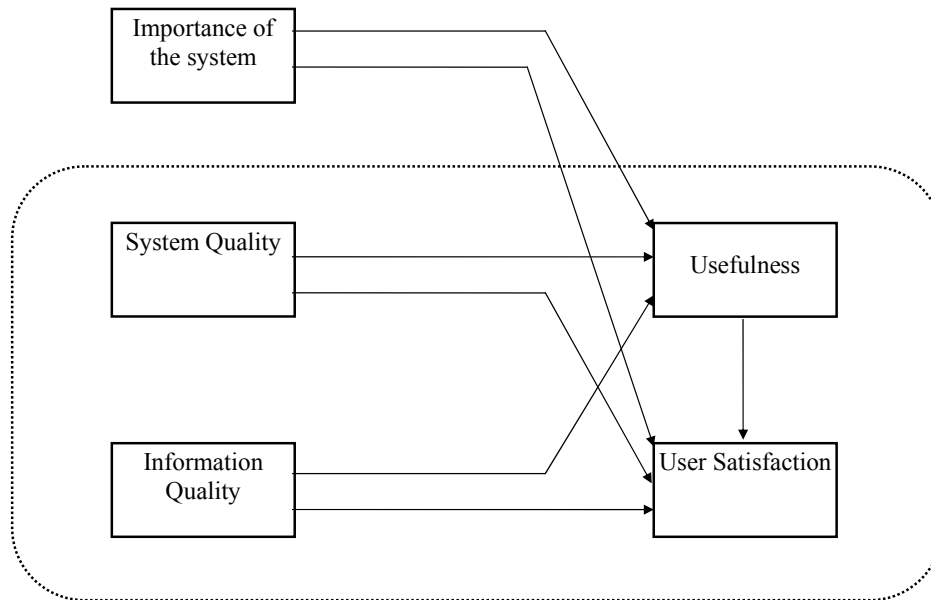 Importance of
the system
System Quality
Usefulness
Information
Quality
User Satisfaction